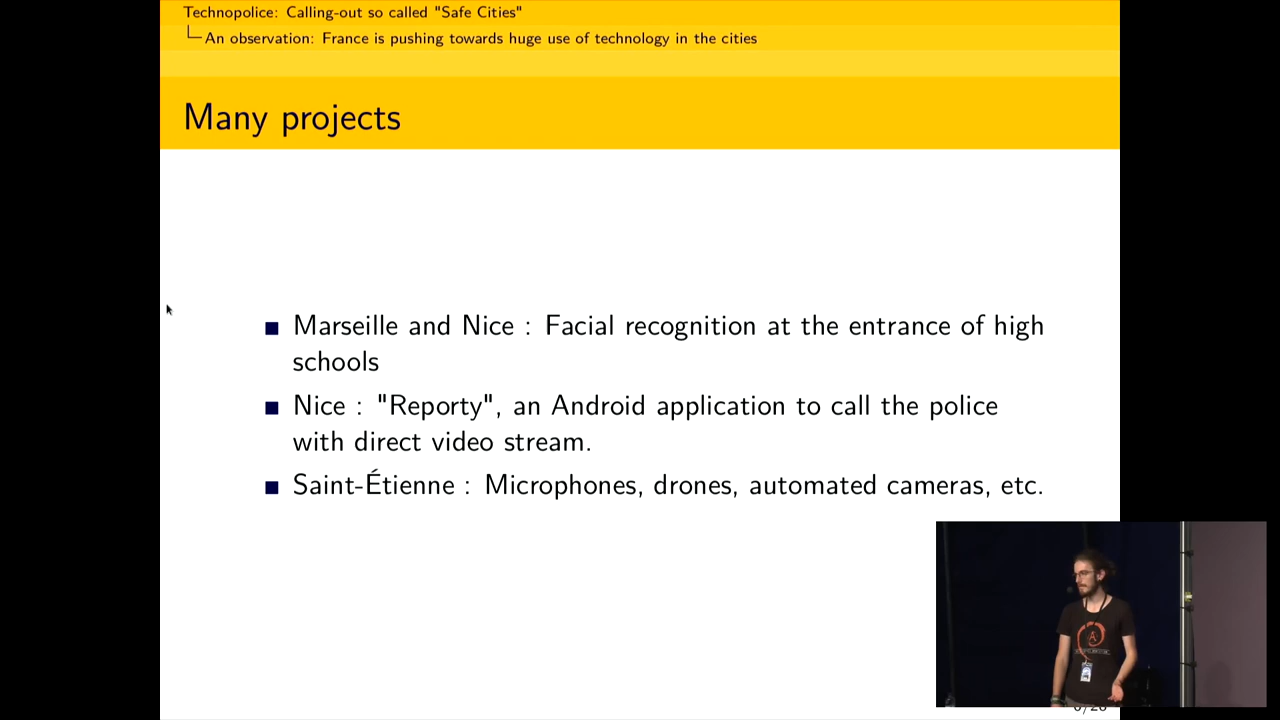 Technopolice: Calling-out so called "Safe Cities"
An observation: France is pushing towards huge use of technology in the cities
Many projects
Marseille and Nice : Facial recognition at the entrance of high
schools
Nice : "Reporty", an Android application to call the police
with direct video stream.
Saint-Étienne : Microphones, drones, automated cameras, etc.